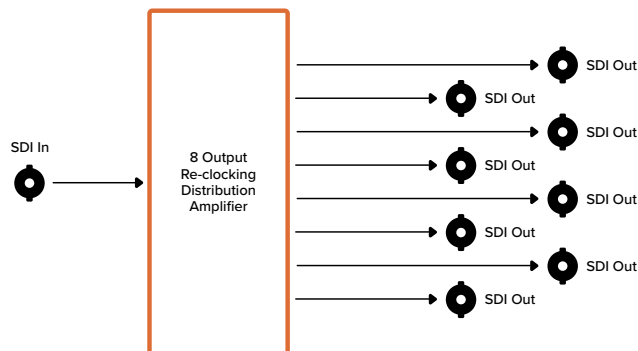 SDI Out
SDI Out
SDI Out
SDI In
8 Output
Re-clocking
Distribution
Amplifier
SDI Out
SDI Out
SDI Out
SDI Out
SDI Out